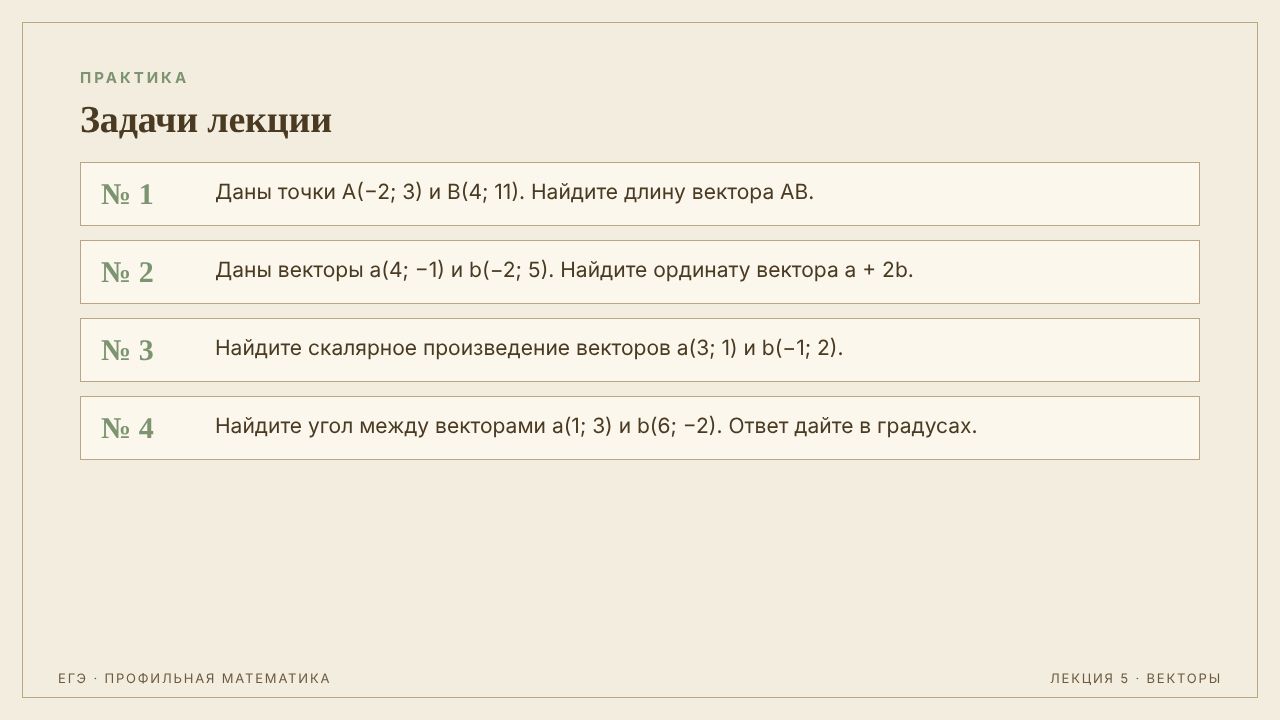 ПРАКТИКА
Задачи лекции
№ 1 Даны точки A(−2; 3) и B(4; 11). Найдите длину вектора AB.
№ 2 Даны векторы a(4; −1) и b(−2; 5). Найдите ординату вектора a + 2b.
№ 3 Найдите скалярное произведение векторов a(3; 1) и b(−1; 2).
№ 4 Найдите угол между векторами a(1; 3) и b(6; −2). Ответ дайте в градусах.
ЕГЭ · ПРОФИЛЬНАЯ МАТЕМАТИКА
ЛЕКЦИЯ 5 · ВЕКТОРЫ